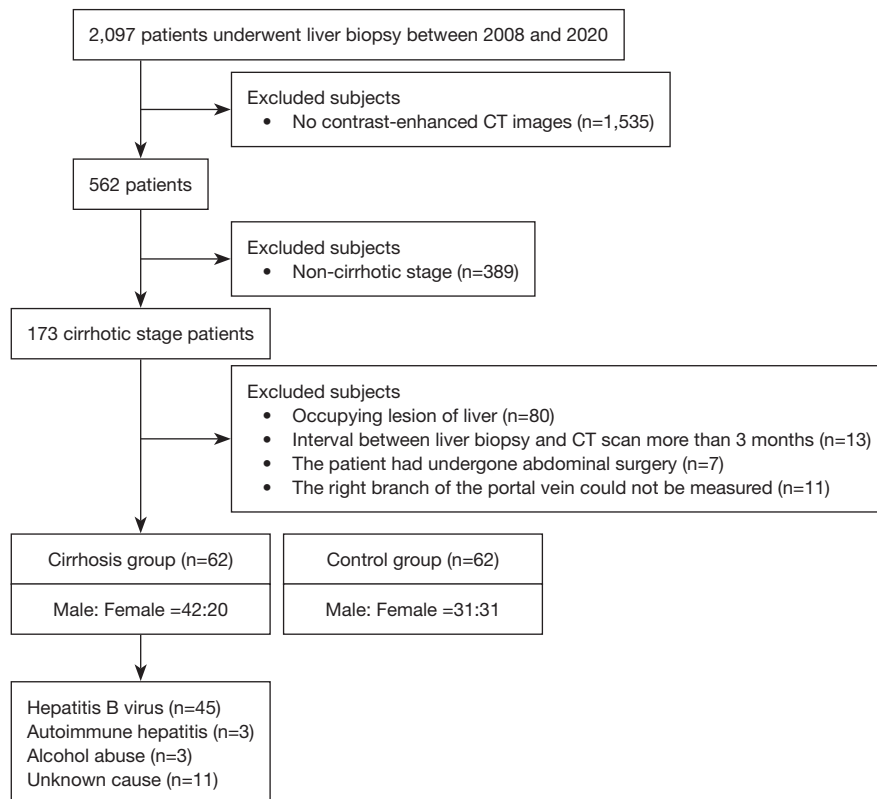 2,097 patients underwent liver biopsy between 2008 and 2020
Excluded subjects
• No contrast-enhanced CT images (n=1,535)
562 patients
Excluded subjects
• Non-cirrhotic stage (n=389)
173 cirrhotic stage patients
Excluded subjects
• Occupying lesion of liver (n=80)
• Interval between liver biopsy and CT scan more than 3 months (n=13)
• The patient had undergone abdominal surgery (n=7)
• The right branch of the portal vein could not be measured (n=11)
Cirrhosis group (n=62)
Male: Female =42:20
Control group (n=62)
Male: Female =31:31
Hepatitis B virus (n=45)
Autoimmune hepatitis (n=3)
Alcohol abuse (n=3)
Unknown cause (n=11)